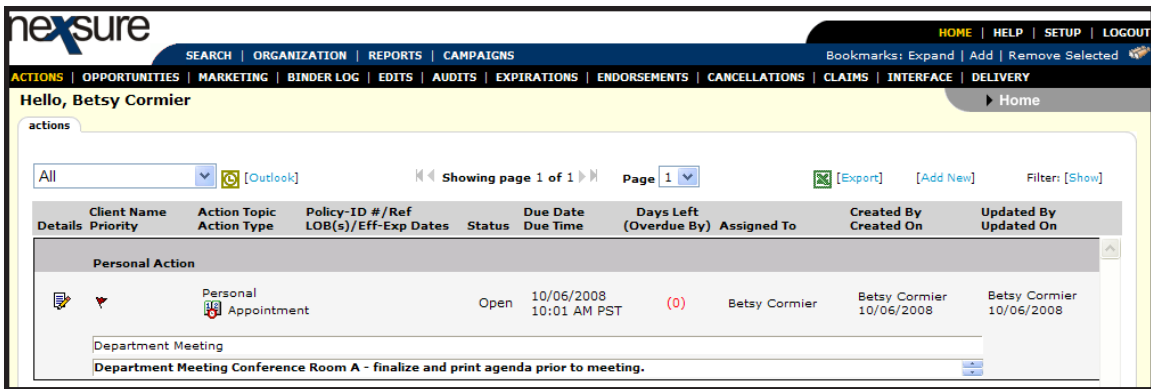 nexsure
HOME | HELP | SETUP | LOGOUT
SEARCH | ORGANIZATION | REPORTS | CAMPAIGNS
Bookmarks: Expand | Add | Remove Selected
ACTIONS | OPPORTUNITIES | MARKETING | BINDER LOG | EDITS | AUDITS | EXPIRATIONS | ENDORSEMENTS | CANCELLATIONS | CLAIMS | INTERFACE | DELIVERY
Hello, Betsy Cormier
Home
actions
All [Outlook] Showing page 1 of 1 Page 1 [Export] [Add New] Filter: [Show]
Client Name Action Topic Policy-ID #/Ref Due Date Days Left Created By Updated By
Details Priority Action Type LOB(s)/Eff-Exp Dates Status Due Time (Overdue By) Assigned To Created On Updated On
Personal Action
Personal 10/06/2008 Betsy Cormier Betsy Cormier
Appointment Open 10:01 AM PST (0) Betsy Cormier 10/06/2008 10/06/2008
Department Meeting
Department Meeting Conference Room A - finalize and print agenda prior to meeting.